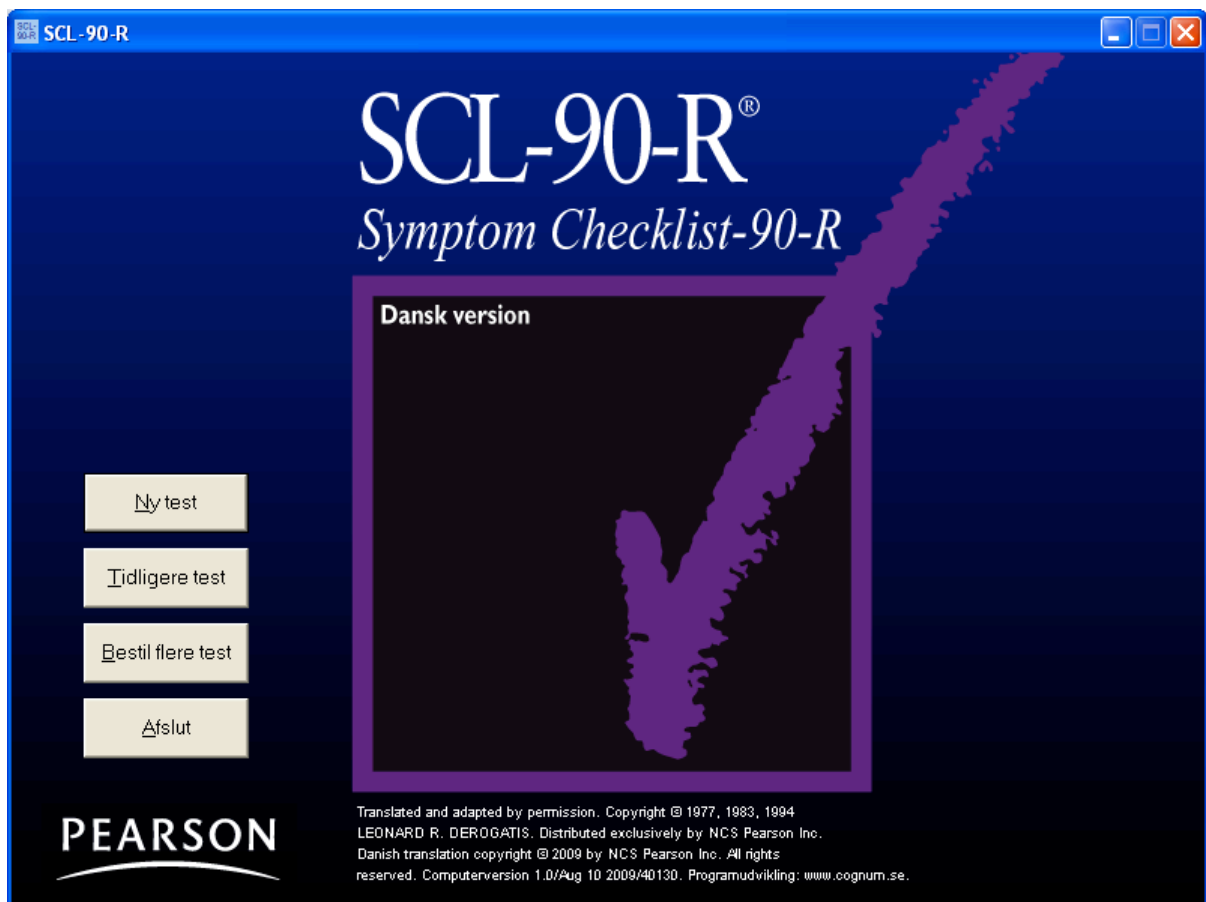 SCL-90-R
SCL-90-R
SCL-90-R®
Symptom Checklist-90-R
Dansk version
Ny test
Tidligere test
Bestil flere test
Afslut
PEARSON
Translated and adapted by permission. Copyright © 1977, 1983, 1994
LEONARD R. DEROGATIS. Distributed exclusively by NCS Pearson Inc.
Danish translation copyright © 2009 by NCS Pearson Inc. All rights
reserved. Computerversion 1.0/Aug 10 2009/40130. Programudvikling: www.cognum.se.